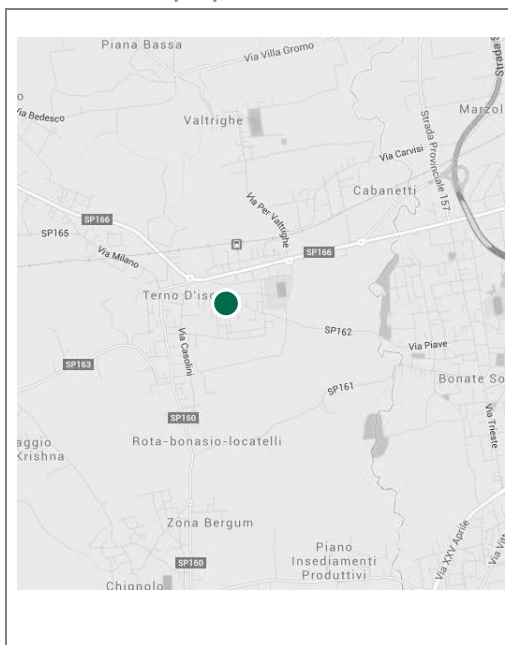 Piana Bassa
Via Villa Gromo
Strada
Via Bedesco
Valtrighe
Strada Provinciale 157
Marzol
Via Carvisi
Cabanetti
Via Per Valtrighe
SP166
SP165
Via Milano
SP166
Terno D'iso
SP162
Via Casolini
Via Piave
SP163
Bonate So
SP161
Via Trieste
SP160
Rota-bonasio-locatelli
aggio
Krishna
Zona Bergum
Via XXV Aprile
Piano
Insediamenti
Produttivi
SP160
Chignolo